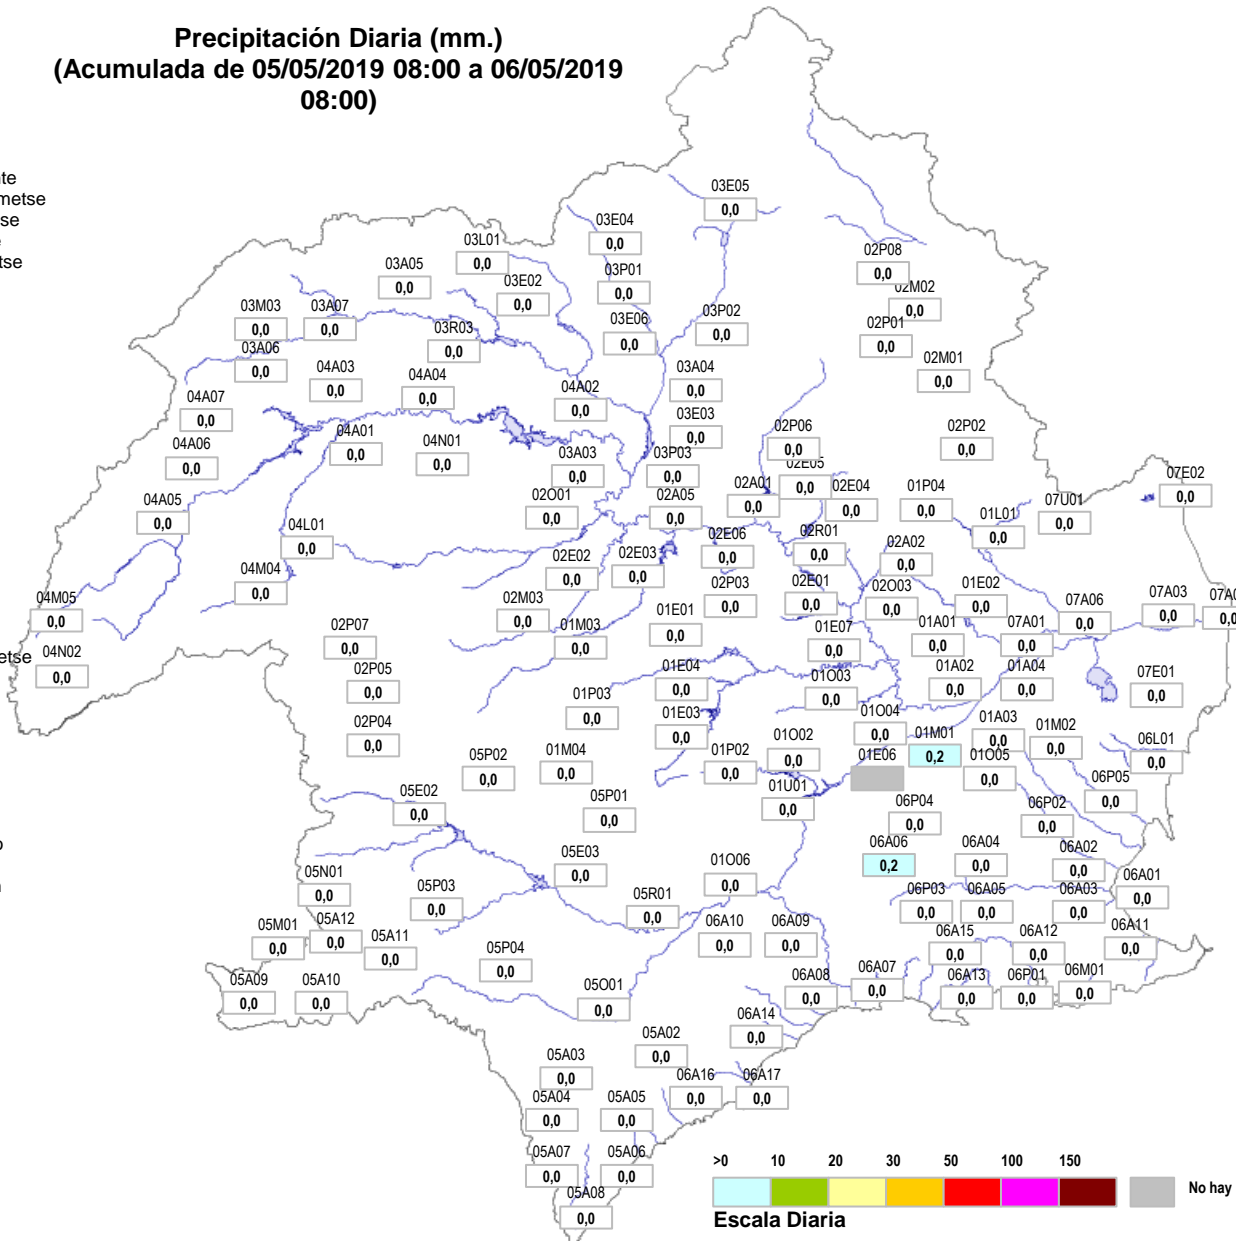 Precipitación Diaria (mm.)
(Acumulada de 05/05/2019 08:00 a 06/05/2019
08:00)
03E05
0,0
03E04
0,0
03L01
0,0
02P08
0,0
03A05
0,0
03P01
0,0
03E02
0,0
02M02
0,0
03M03
0,0
03A07
0,0
03R03
0,0
03E06
0,0
03P02
0,0
02P01
0,0
03A06
0,0
04A03
0,0
04A04
0,0
03A04
0,0
02M01
0,0
04A07
0,0
04A02
0,0
03E03
0,0
04A01
0,0
04N01
0,0
02P06
0,0
02P02
0,0
04A06
0,0
03A03
0,0
03P03
0,0
02E05
0,0
07E02
0,0
04A05
0,0
02O01
0,0
02A05
0,0
02A01
0,0
02E04
0,0
01P04
0,0
07U01
0,0
01L01
0,0
04L01
0,0
02E02
0,0
02E03
0,0
02E06
0,0
02R01
0,0
02A02
0,0
04M04
0,0
02P03
0,0
02E01
0,0
02O03
0,0
01E02
0,0
07A06
0,0
07A03
0,0
04M05
0,0
02M03
0,0
01M03
0,0
01E01
0,0
01E07
0,0
01A01
0,0
07A01
0,0
02P07
0,0
etse
04N02
0,0
02P05
0,0
01E04
0,0
01O03
0,0
01A02
0,0
01A04
0,0
07E01
0,0
01P03
0,0
01E03
0,0
01O04
0,0
01M01
0,2
01A03
0,0
01M02
0,0
02P04
0,0
05P02
0,0
01M04
0,0
01P02
0,0
01O02
0,0
01E06
01O05
0,0
06L01
0,0
05E02
0,0
05P01
0,0
01U01
0,0
06P04
0,0
06P02
0,0
06P05
0,0
05E03
0,0
01O06
0,0
06A06
0,2
06A04
0,0
06A02
0,0
05N01
0,0
05P03
0,0
05R01
0,0
06P03
0,0
06A05
0,0
06A03
0,0
06A01
0,0
05M01
0,0
05A12
0,0
05A11
0,0
05P04
0,0
06A10
0,0
06A09
0,0
06A15
0,0
06A12
0,0
06A11
0,0
05A09
0,0
05A10
0,0
05O01
0,0
06A08
0,0
06A07
0,0
06A13
0,0
06P01
0,0
06M01
0,0
05A03
0,0
05A02
0,0
06A14
0,0
05A04
0,0
05A05
0,0
06A16
0,0
06A17
0,0
05A07
0,0
05A06
0,0
05A08
0,0
>0 10 20 30 50 100 150
No hay
Escala Diaria